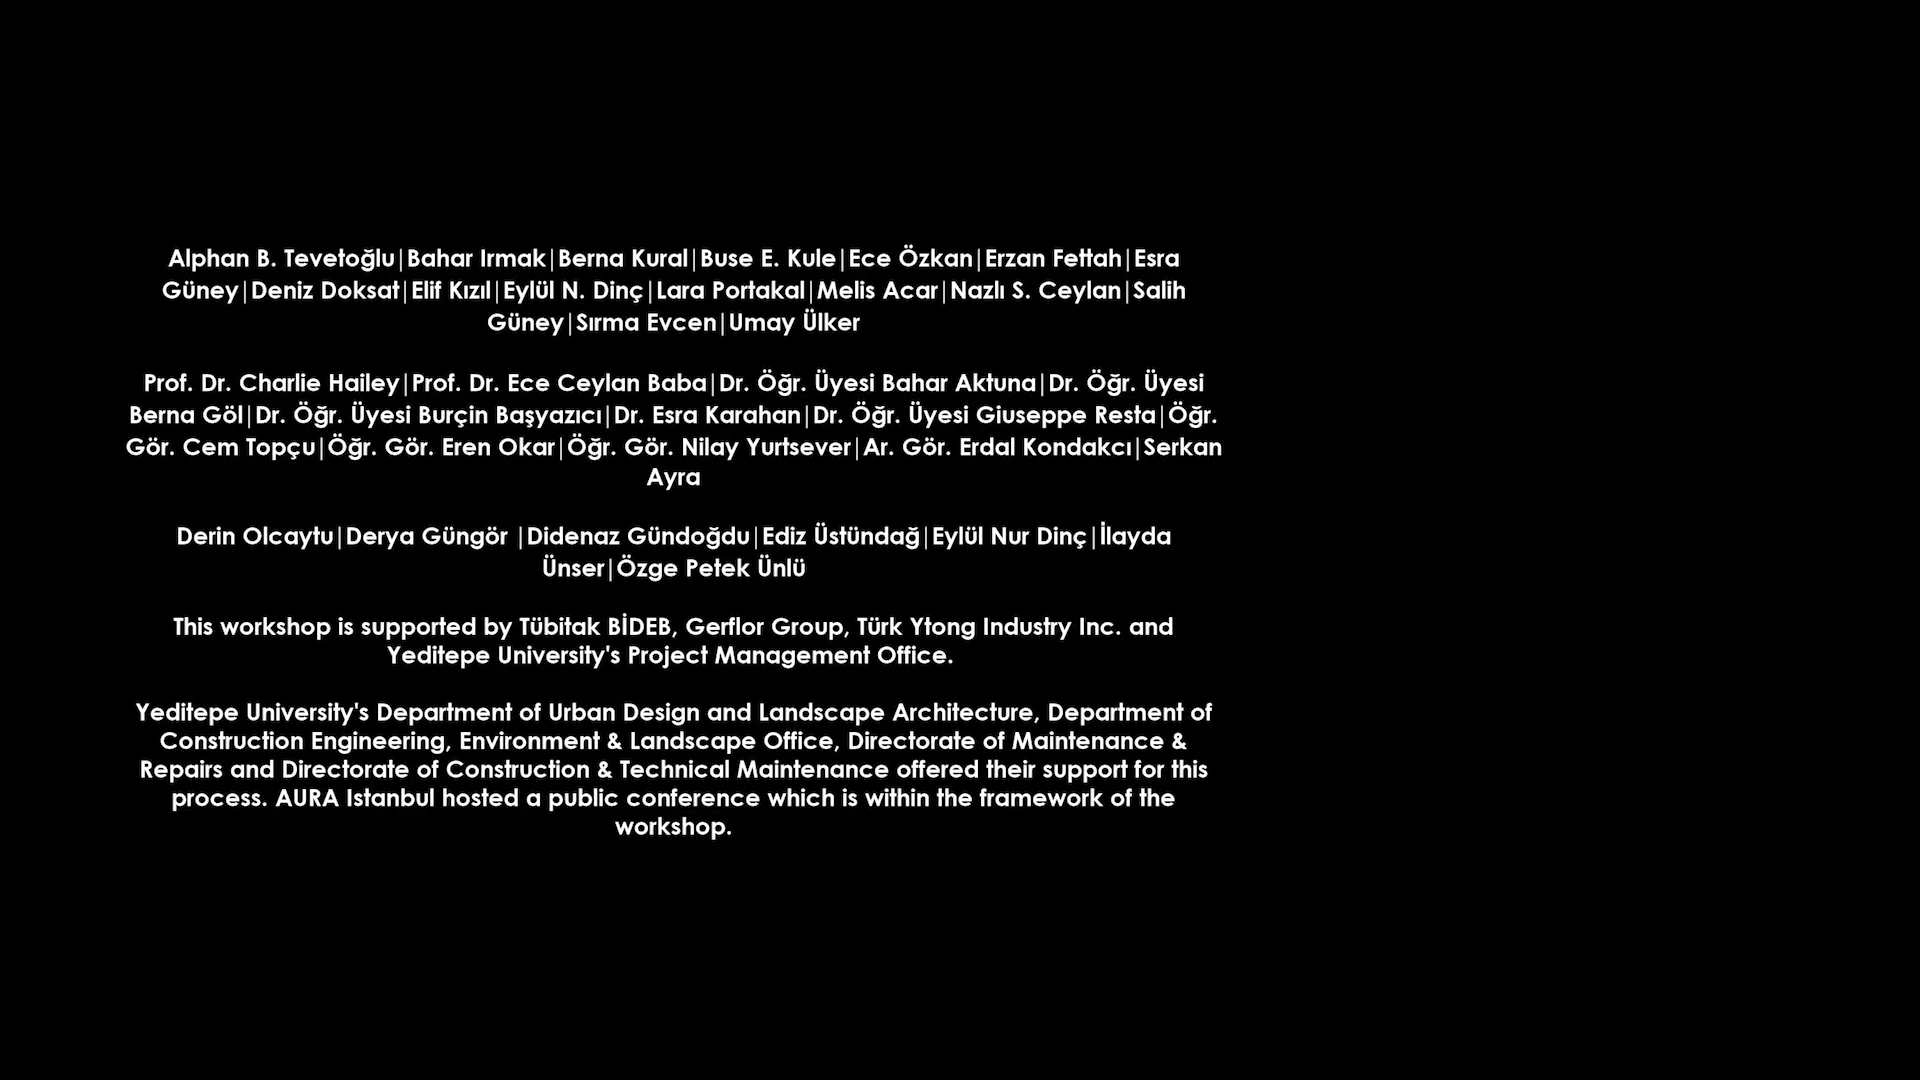 Alphan B. Tevetoğlu|Bahar Irmak|Berna Kural|Buse E. Kule|Ece Özkan|Erzan Fettah|Esra
Güney|Deniz Doksat|Elif Kızıl|Eylül N. Dinç|Lara Portakal|Melis Acar|Nazlı S. Ceylan|Salih
Güney|Sırma Evcen|Umay Ülker
Prof. Dr. Charlie Hailey|Prof. Dr. Ece Ceylan Baba|Dr. Öğr. Üyesi Bahar Aktuna|Dr. Öğr. Üyesi
Berna Göl|Dr. Öğr. Üyesi Burçin Başyazıcı|Dr. Esra Karahan|Dr. Öğr. Üyesi Giuseppe Resta|Öğr.
Gör. Cem Topçu|Öğr. Gör. Eren Okar|Öğr. Gör. Nilay Yurtsever|Ar. Gör. Erdal Kondakcı|Serkan
Ayra
Derin Olcaytu|Derya Güngör |Didenaz Gündoğdu|Ediz Üstündağ|Eylül Nur Dinç|İlayda
Ünser|Özge Petek Ünlü
This workshop is supported by Tübitak BİDEB, Gerflor Group, Türk Ytong Industry Inc. and
Yeditepe University's Project Management Office.
Yeditepe University's Department of Urban Design and Landscape Architecture, Department of
Construction Engineering, Environment & Landscape Office, Directorate of Maintenance &
Repairs and Directorate of Construction & Technical Maintenance offered their support for this
process. AURA Istanbul hosted a public conference which is within the framework of the
workshop.